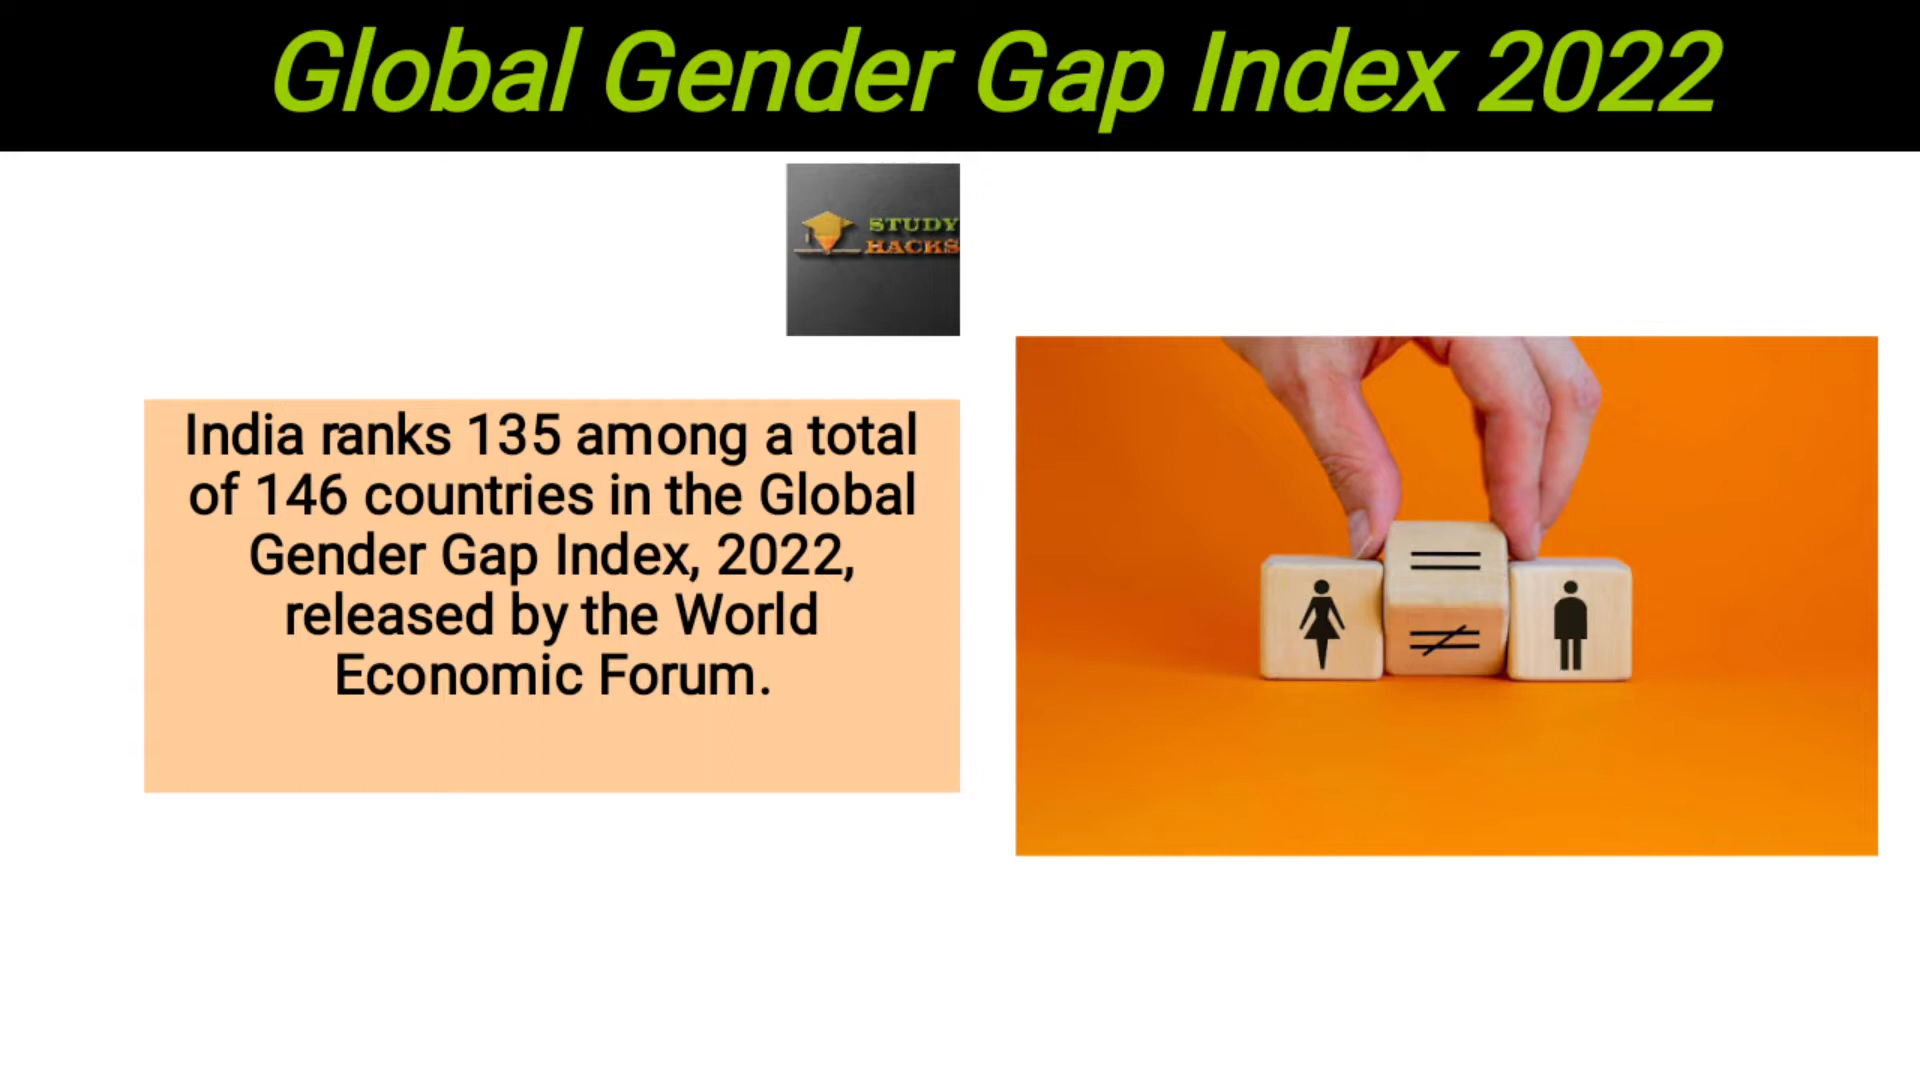 Global Gender Gap Index 2022
STUDY
HACKS
India ranks 135 among a total
of 146 countries in the Global
Gender Gap Index, 2022,
released by the World
Economic Forum.